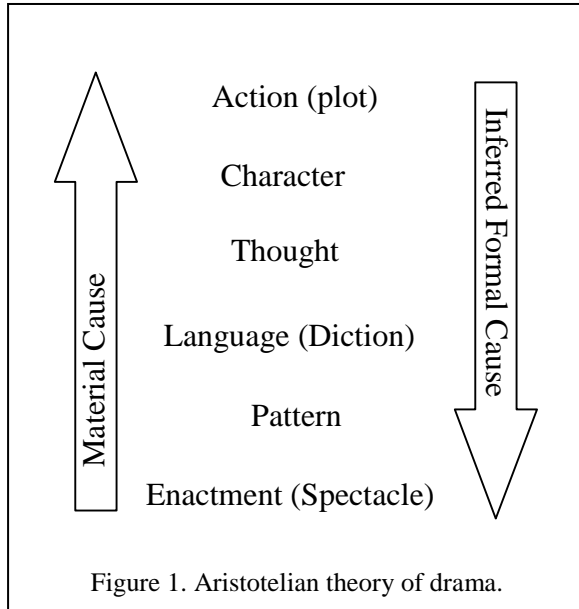 Action (plot)
Character
Thought
Language (Diction)
Pattern
Enactment (Spectacle)
Material Cause
Inferred Formal Cause
Figure 1. Aristotelian theory of drama.